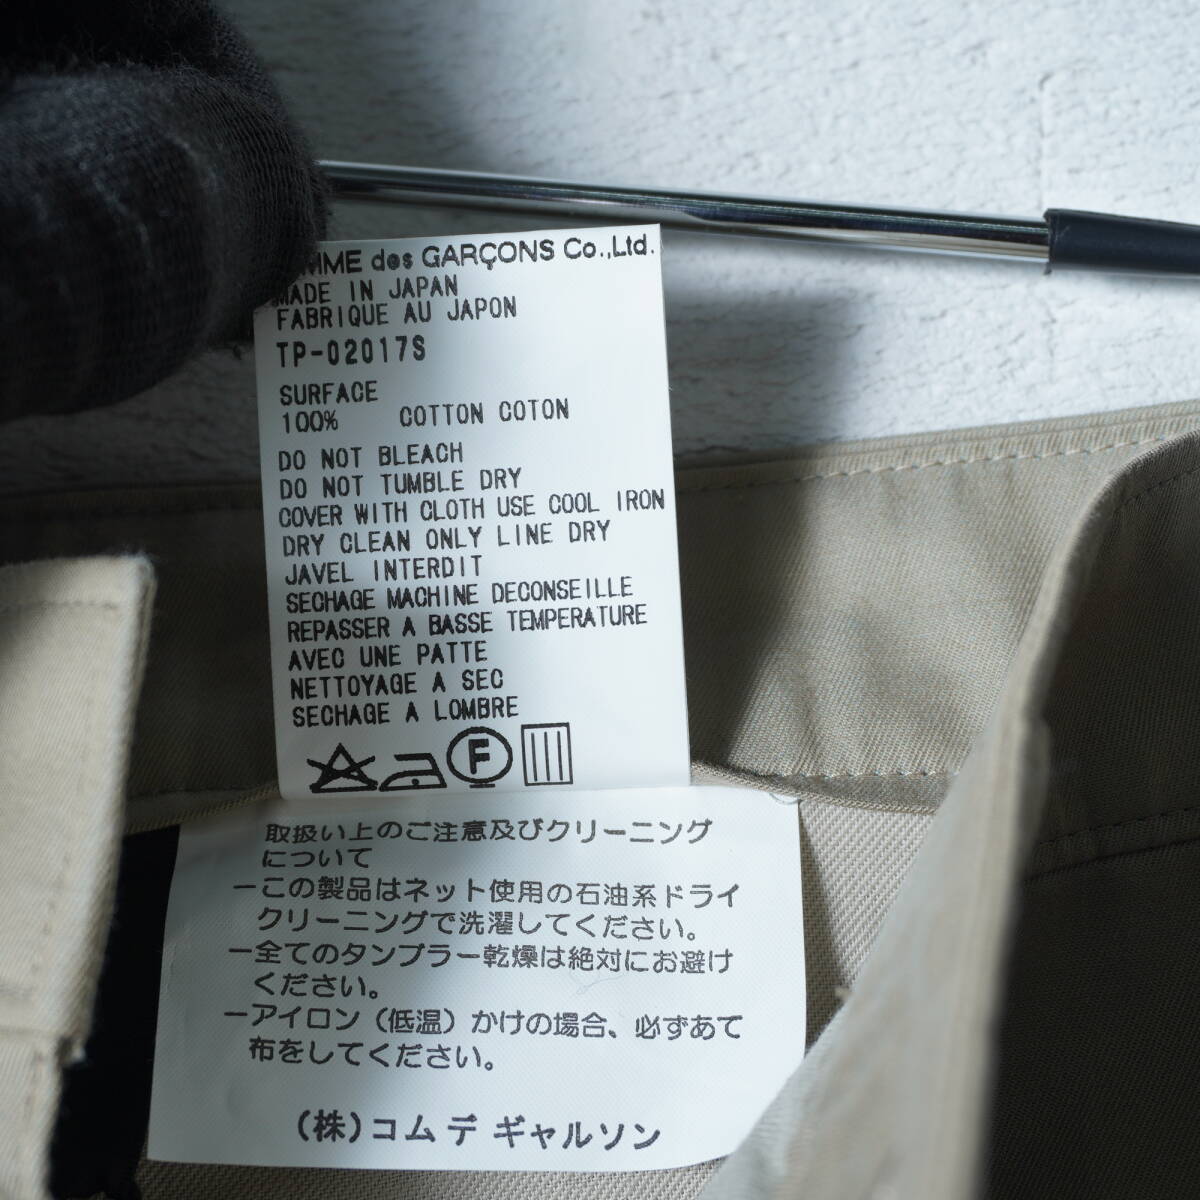 MME des GARÇONS Co.,Ltd.
MADE IN JAPAN
FABRIQUE AU JAPON
TP-02017S
SURFACE
100% COTTON COTON
DO NOT BLEACH
DO NOT TUMBLE DRY
COVER WITH CLOTH USE COOL IRON
DRY CLEAN ONLY LINE DRY
JAVEL INTERDIT
SECHAGE MACHINE DECONSEILLE
REPASSER A BASSE TEMPERATURE
AVEC UNE PATTE
NETTOYAGE A SEC
SECHAGE A LOMBRE
F
取扱い上のご注意及びクリーニング
について
ーこの製品はネット使用の石油系ドライ
クリーニングで洗濯してください。
ー全てのタンブラー乾燥は絶対にお避け
ください。
ーアイロン（低温）かけの場合、必ずあて
布をしてください。
（株）コム デ ギャルソン